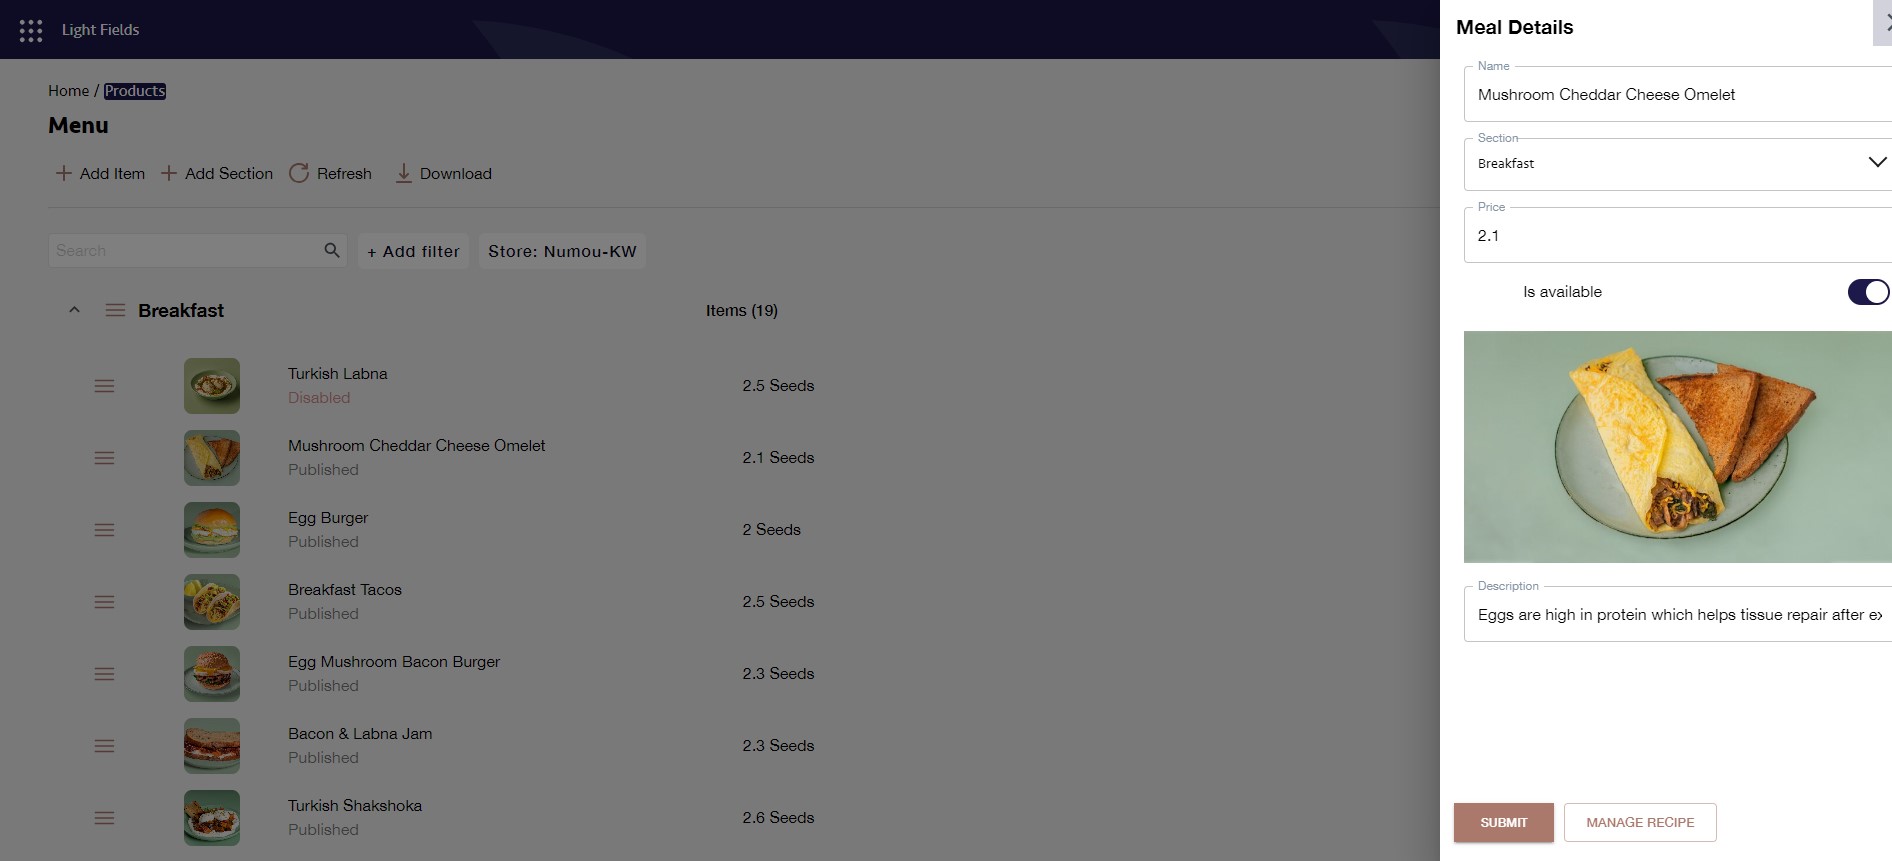 Light Fields
Home / Products
Menu
Add Item
Add Section
Refresh
Download
Search
+ Add filter
Store: Numou-KW
Breakfast
Items (19)
Turkish Labna
Disabled
2.5 Seeds
Mushroom Cheddar Cheese Omelet
Published
2.1 Seeds
Egg Burger
Published
2 Seeds
Breakfast Tacos
Published
2.5 Seeds
Egg Mushroom Bacon Burger
Published
2.3 Seeds
Bacon & Labna Jam
Published
2.3 Seeds
Turkish Shakshoka
Published
2.6 Seeds
Meal Details
Name
Mushroom Cheddar Cheese Omelet
Section
Breakfast
Price
2.1
Is available
Description
Eggs are high in protein which helps tissue repair after
SUBMIT
MANAGE RECIPE